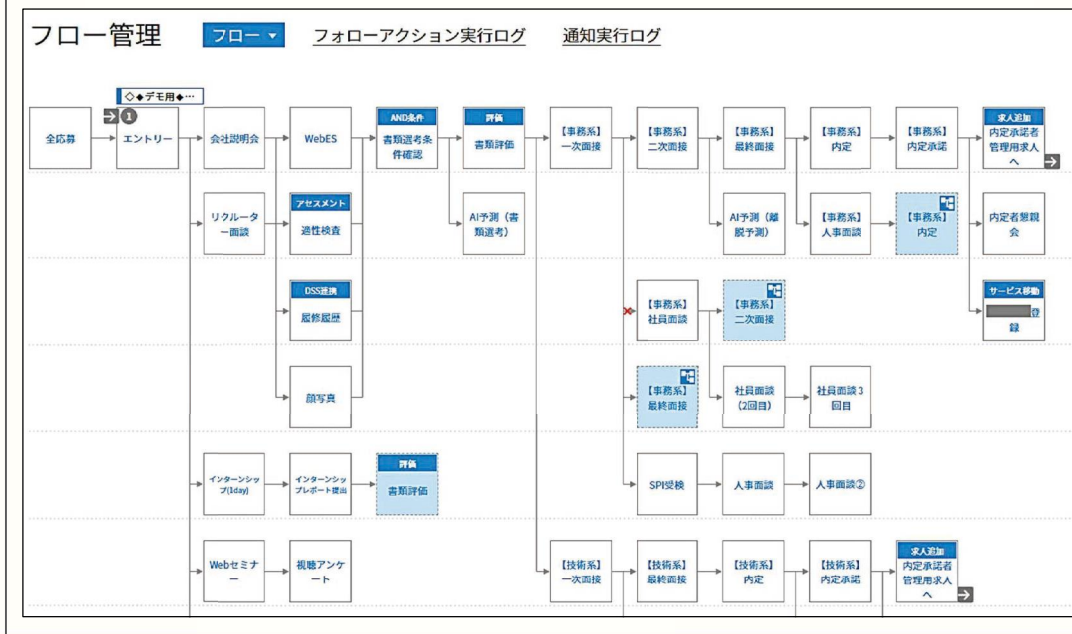 フロー管理
フロー
フォローアクション実行ログ
通知実行ログ
◇◆デモ用◆…
1
全応募
エントリー
会社説明会
WebES
AND条件
書類選考条
件確認
評価
書類評価
【事務系】
一次面接
【事務系】
二次面接
【事務系】
最終面接
【事務系】
内定
【事務系】
内定承諾
求人追加
内定承諾者
管理用求人
へ
リクルータ
ー面談
アセスメント
適性検査
AI予測（書
類選考）
AI予測（離
脱予測）
【事務系】
人事面談
【事務系】
内定
内定者懇親
会
DSS連携
履修履歴
【事務系】
社員面談
【事務系】
二次面接
サービス移動
登
録
顔写真
【事務系】
最終面接
社員面談
(2回目)
社員面談3
回目
インターンシッ
プ(1day)
インターンシッ
プレポート提出
評価
書類評価
SPI受検
人事面談
人事面談②
Webセミナ
ー
視聴アンケ
ート
【技術系】
一次面接
【技術系】
最終面接
【技術系】
内定
【技術系】
内定承諾
求人追加
内定承諾者
管理用求人
へ